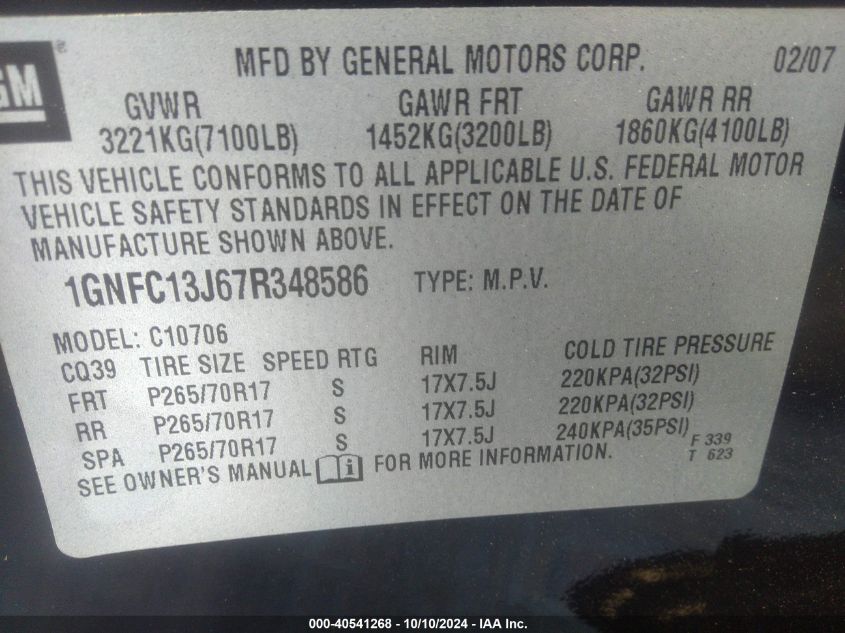 GM
®
MFD BY GENERAL MOTORS CORP. 02/07
GVWR GAWR FRT GAWR RR
3221KG(7100LB) 1452KG(3200LB) 1860KG(4100LB)
THIS VEHICLE CONFORMS TO ALL APPLICABLE U.S. FEDERAL MOTOR
VEHICLE SAFETY STANDARDS IN EFFECT ON THE DATE OF
MANUFACTURE SHOWN ABOVE.
1GNFC13J67R348586 TYPE: M.P.V.
MODEL: C10706
CQ39 TIRE SIZE SPEED RTG RIM COLD TIRE PRESSURE
FRT P265/70R17 S 17X7.5J 220KPA(32PSI)
RR P265/70R17 S 17X7.5J 220KPA(32PSI)
SPA P265/70R17 S 17X7.5J 240KPA(35PSI)
SEE OWNER'S MANUAL i FOR MORE INFORMATION.
F 339
T 623
000-40541268 - 10/10/2024 - IAA Inc.